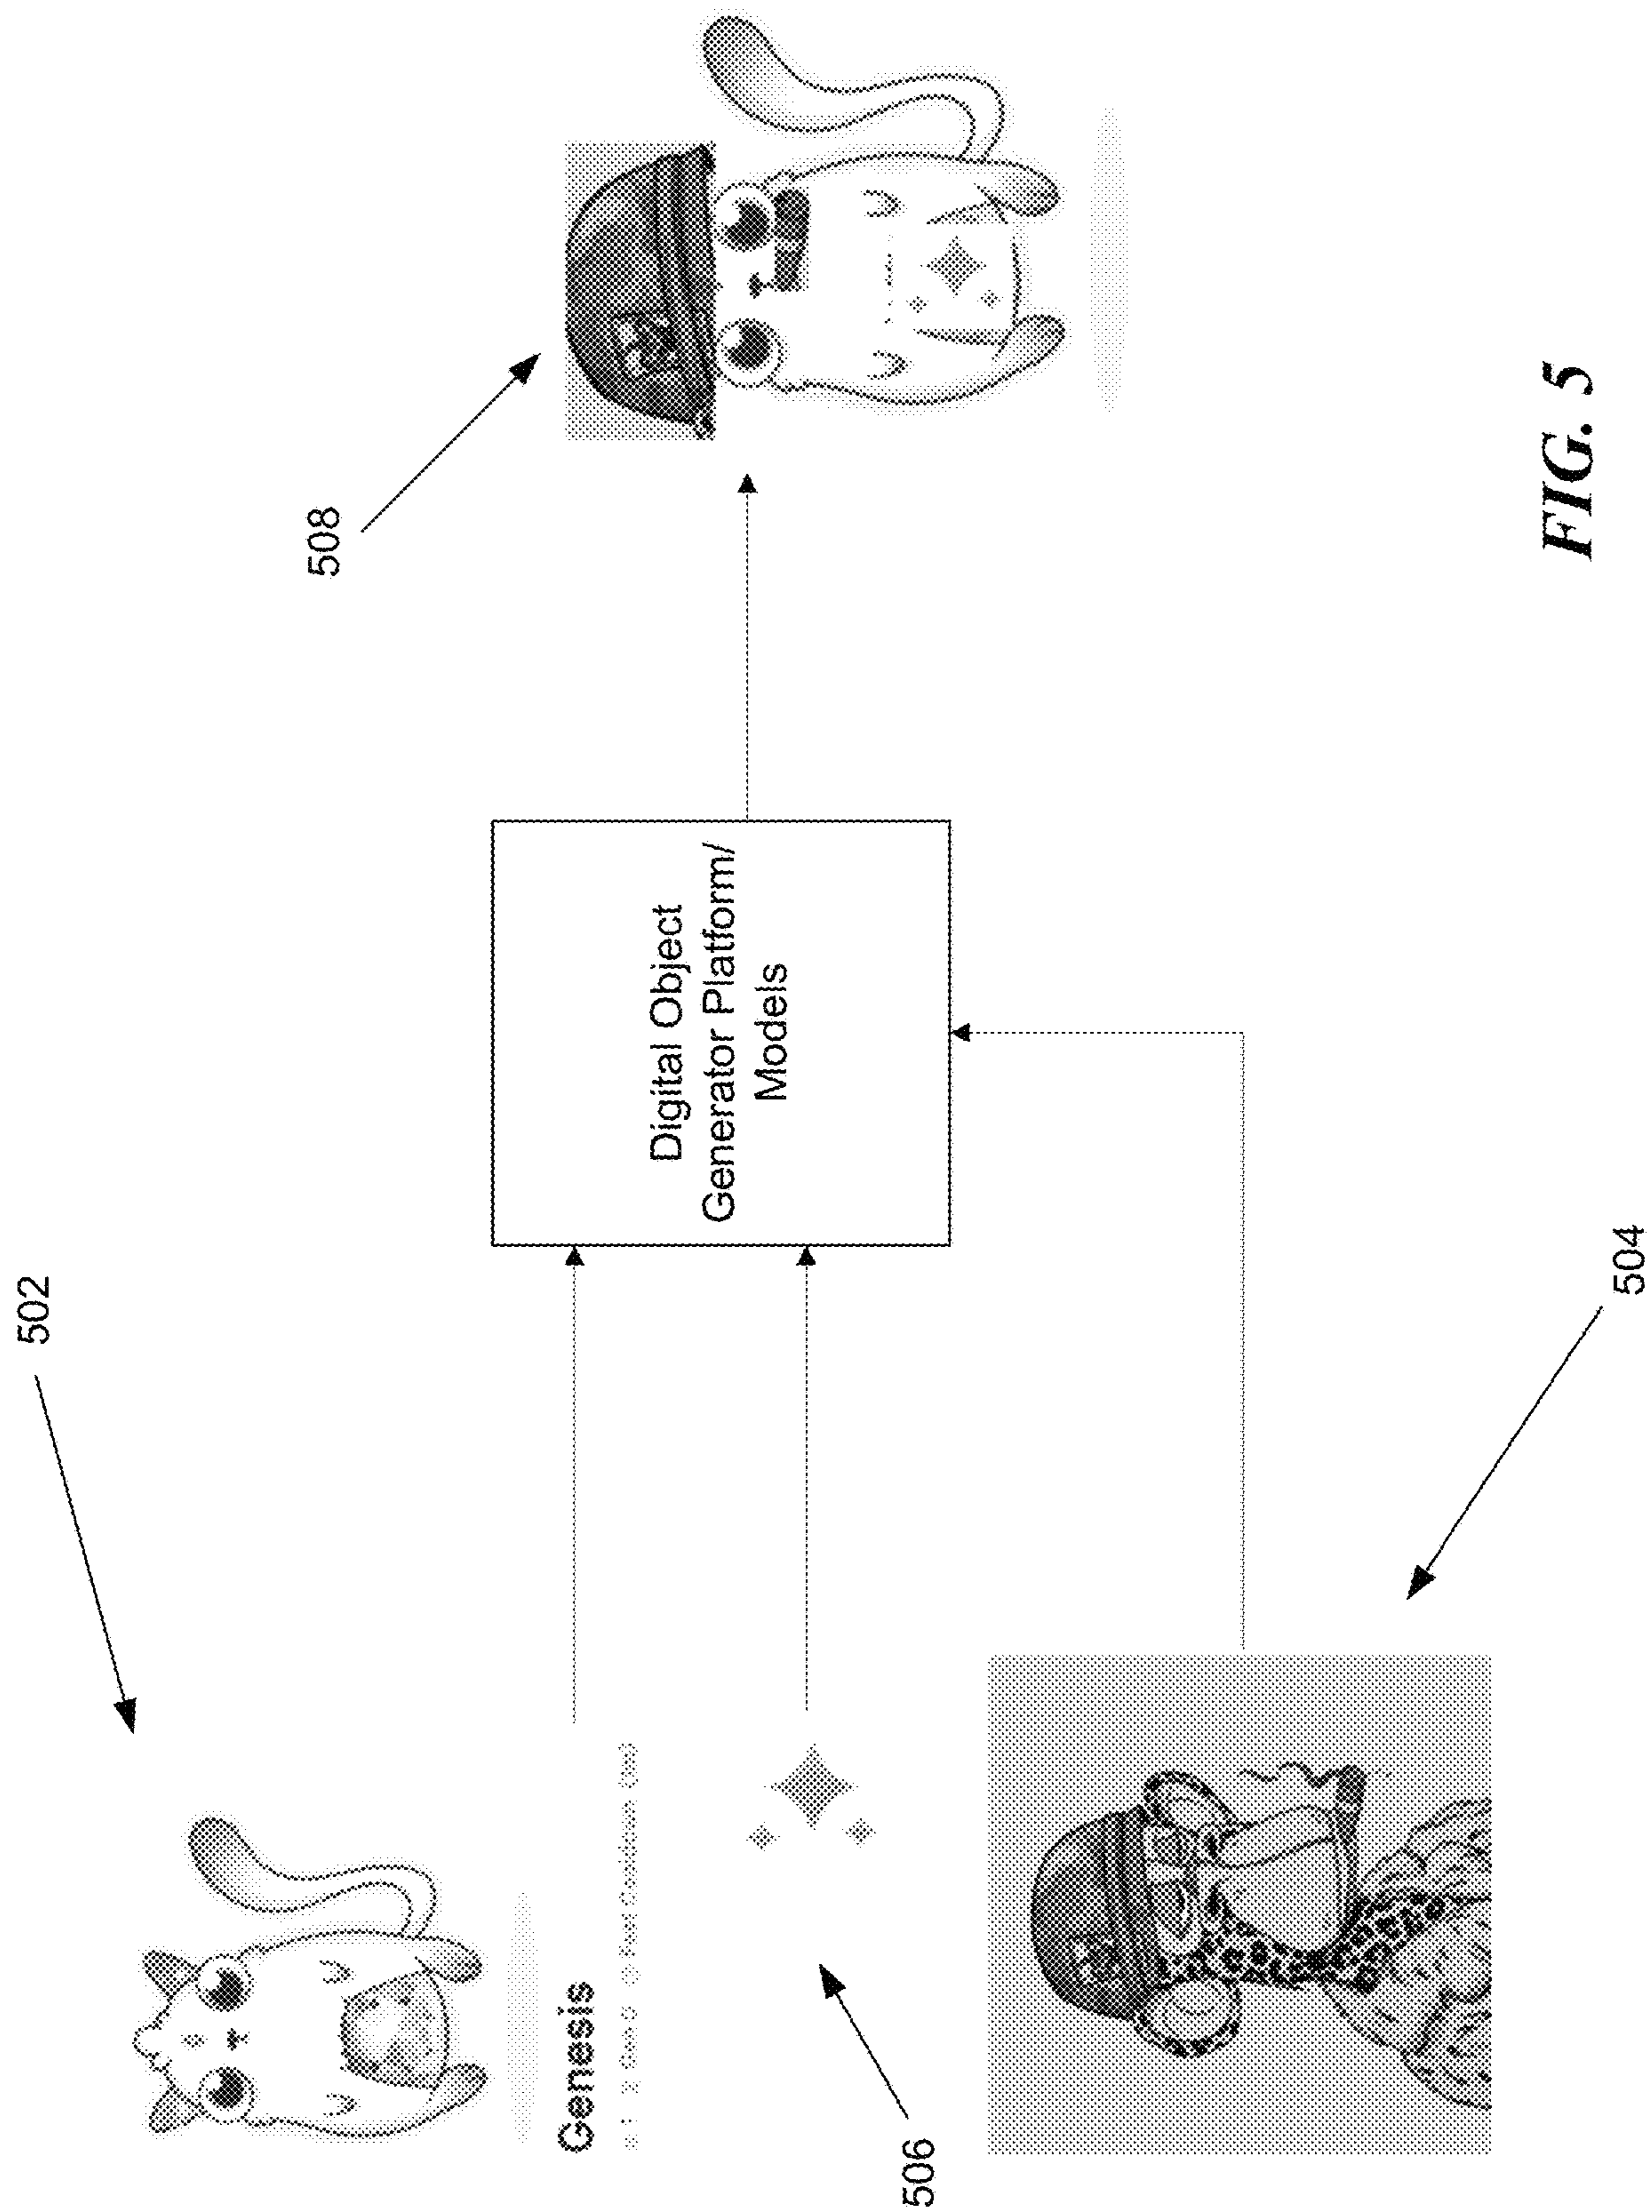 502
Genesis
506
504
Digital Object
Generator Platform/
Models
508
FIG. 5